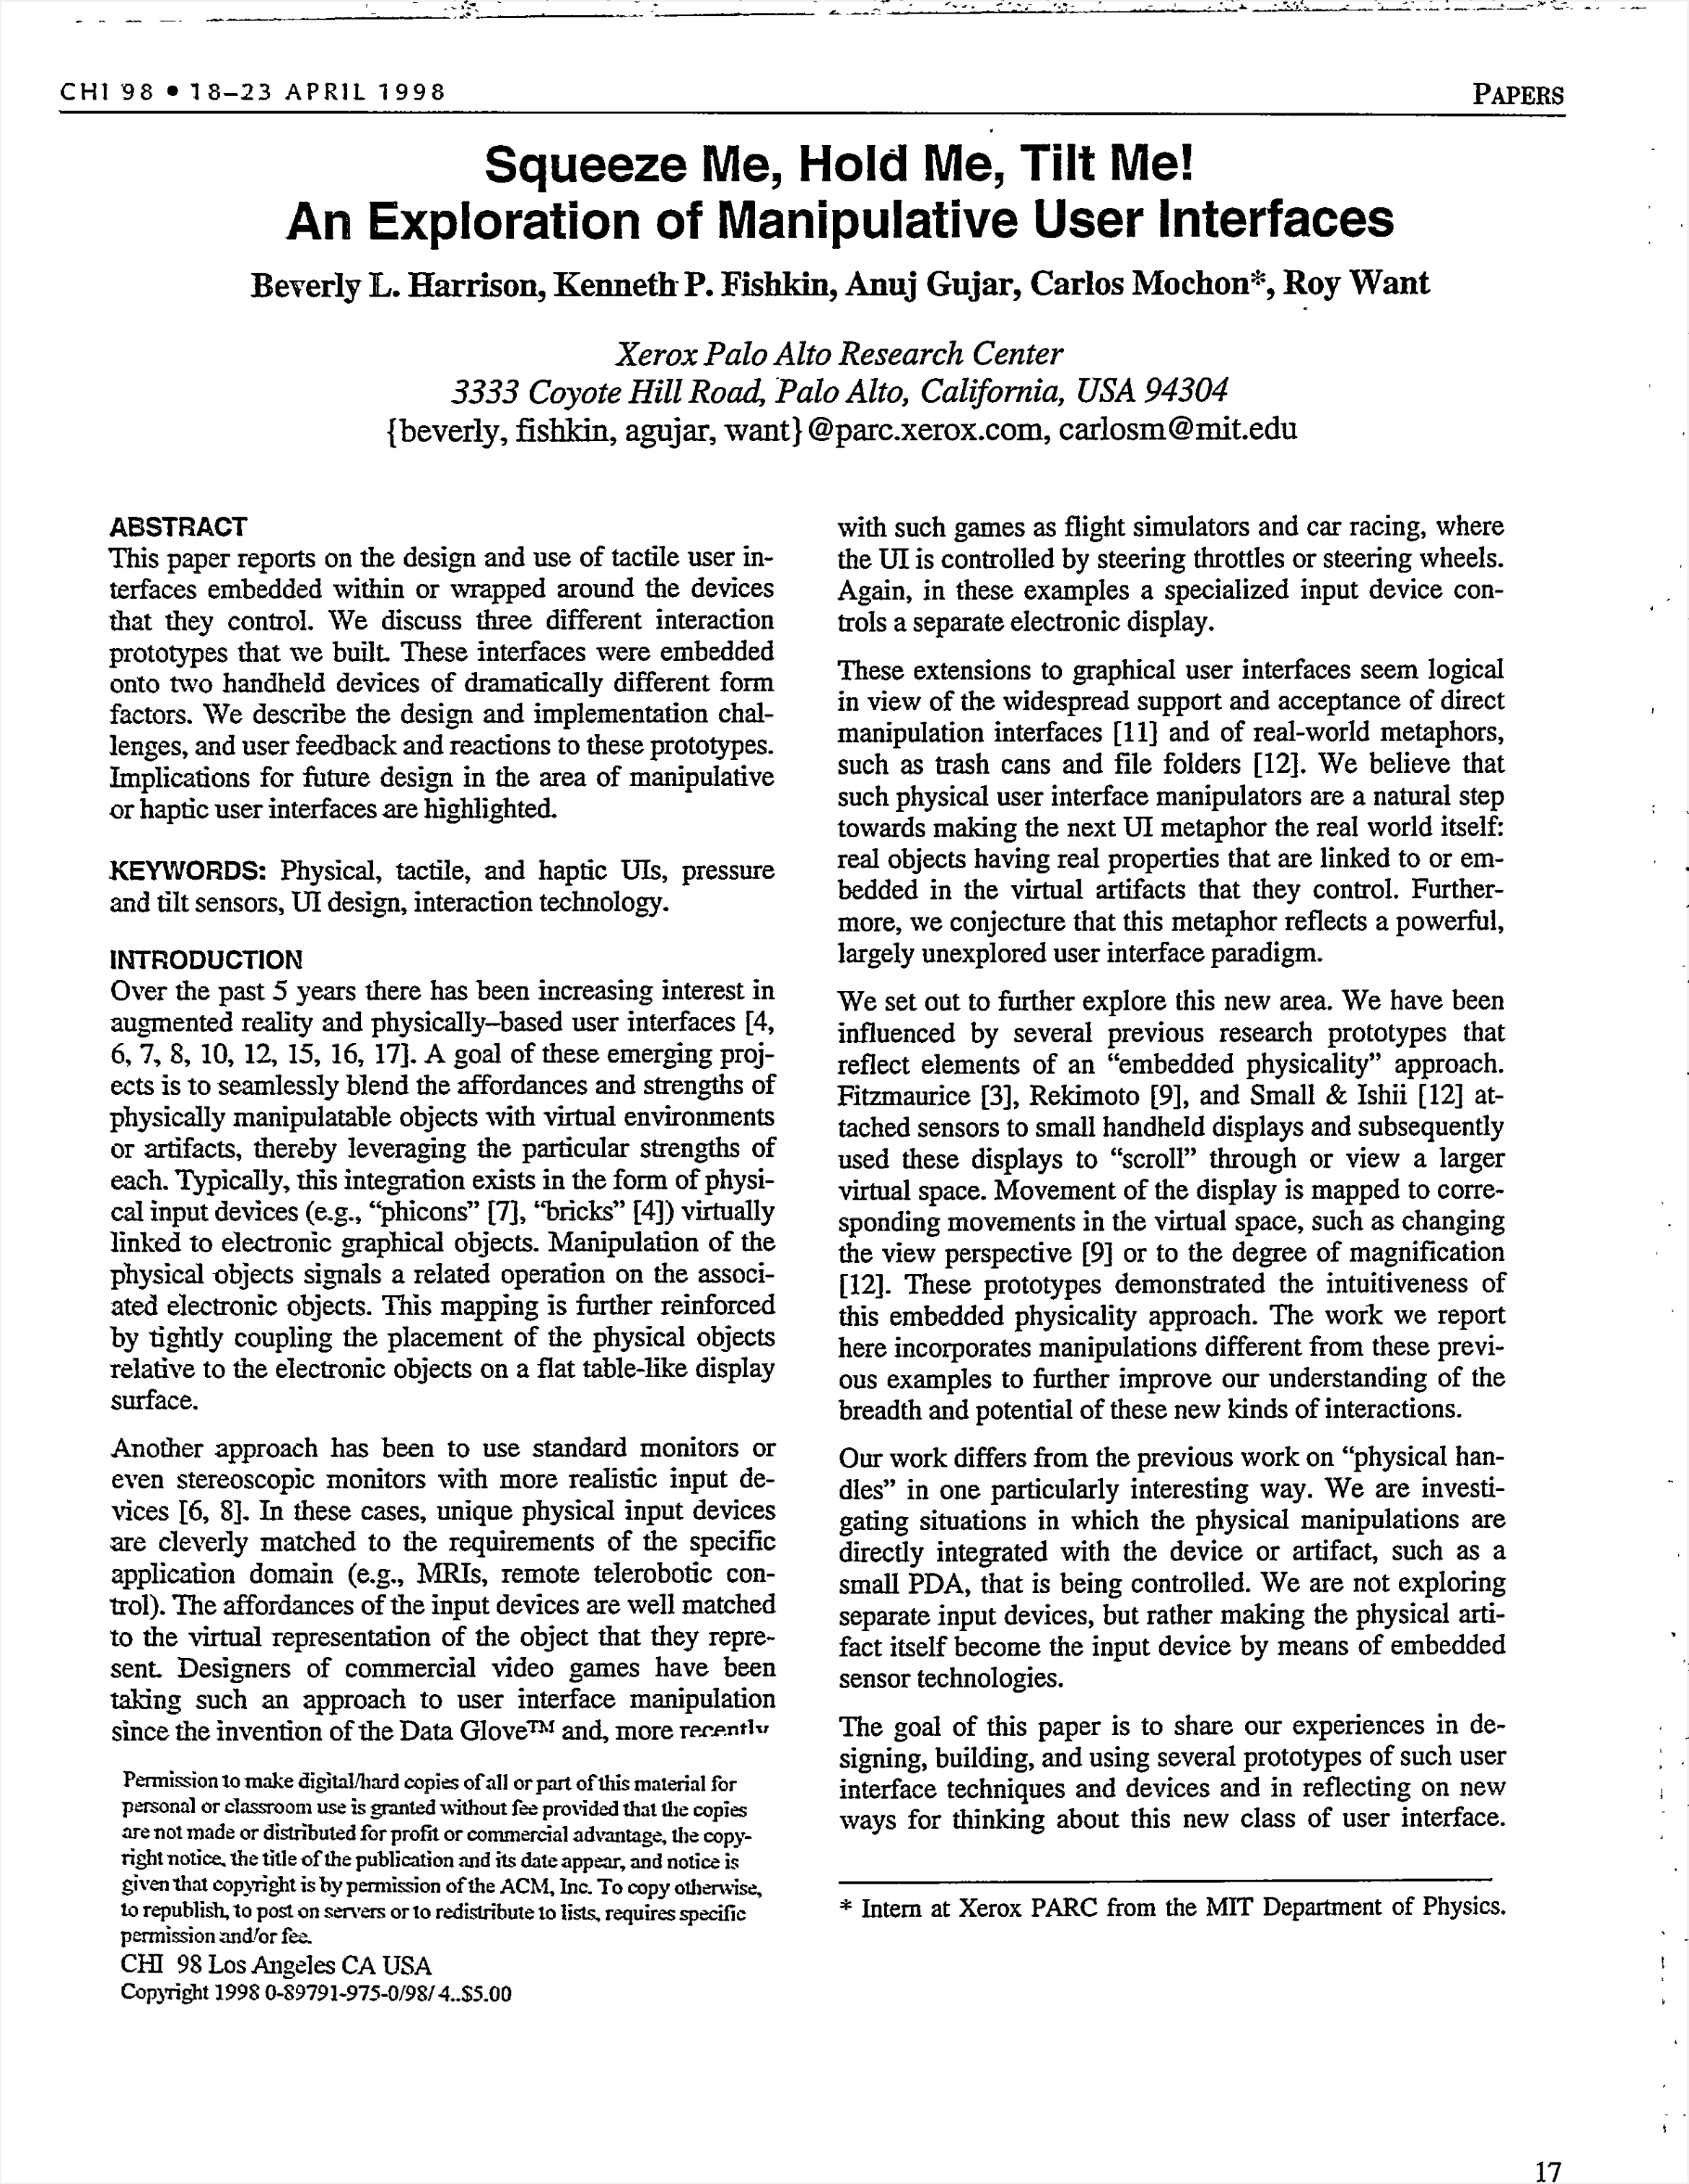 CHI 98 • 18–23 APRIL 1998
PAPERS
Squeeze Me, Hold Me, Tilt Me!
An Exploration of Manipulative User Interfaces
Beverly L. Harrison, Kenneth P. Fishkin, Anuj Gujar, Carlos Mochon*, Roy Want
Xerox Palo Alto Research Center
3333 Coyote Hill Road, Palo Alto, California, USA 94304
{beverly, fishkin, agujar, want}@parc.xerox.com, carlosm@mit.edu
ABSTRACT
This paper reports on the design and use of tactile user in-
terfaces embedded within or wrapped around the devices
that they control. We discuss three different interaction
prototypes that we built. These interfaces were embedded
onto two handheld devices of dramatically different form
factors. We describe the design and implementation chal-
lenges, and user feedback and reactions to these prototypes.
Implications for future design in the area of manipulative
or haptic user interfaces are highlighted.
KEYWORDS: Physical, tactile, and haptic UIs, pressure
and tilt sensors, UI design, interaction technology.
INTRODUCTION
Over the past 5 years there has been increasing interest in
augmented reality and physically–based user interfaces [4,
6, 7, 8, 10, 12, 15, 16, 17]. A goal of these emerging proj-
ects is to seamlessly blend the affordances and strengths of
physically manipulatable objects with virtual environments
or artifacts, thereby leveraging the particular strengths of
each. Typically, this integration exists in the form of physi-
cal input devices (e.g., “phicons” [7], “bricks” [4]) virtually
linked to electronic graphical objects. Manipulation of the
physical objects signals a related operation on the associ-
ated electronic objects. This mapping is further reinforced
by tightly coupling the placement of the physical objects
relative to the electronic objects on a flat table-like display
surface.
Another approach has been to use standard monitors or
even stereoscopic monitors with more realistic input de-
vices [6, 8]. In these cases, unique physical input devices
are cleverly matched to the requirements of the specific
application domain (e.g., MRIs, remote telerobotic con-
trol). The affordances of the input devices are well matched
to the virtual representation of the object that they repre-
sent. Designers of commercial video games have been
taking such an approach to user interface manipulation
since the invention of the Data Glove™ and, more recently
Permission to make digital/hard copies of all or part of this material for
personal or classroom use is granted without fee provided that the copies
are not made or distributed for profit or commercial advantage, the copy-
right notice, the title of the publication and its date appear, and notice is
given that copyright is by permission of the ACM, Inc. To copy otherwise,
to republish, to post on servers or to redistribute to lists, requires specific
permission and/or fee.
CHI 98 Los Angeles CA USA
Copyright 1998 0-89791-975-0/98/ 4..$5.00
with such games as flight simulators and car racing, where
the UI is controlled by steering throttles or steering wheels.
Again, in these examples a specialized input device con-
trols a separate electronic display.
These extensions to graphical user interfaces seem logical
in view of the widespread support and acceptance of direct
manipulation interfaces [11] and of real-world metaphors,
such as trash cans and file folders [12]. We believe that
such physical user interface manipulators are a natural step
towards making the next UI metaphor the real world itself:
real objects having real properties that are linked to or em-
bedded in the virtual artifacts that they control. Further-
more, we conjecture that this metaphor reflects a powerful,
largely unexplored user interface paradigm.
We set out to further explore this new area. We have been
influenced by several previous research prototypes that
reflect elements of an “embedded physicality” approach.
Fitzmaurice [3], Rekimoto [9], and Small & Ishii [12] at-
tached sensors to small handheld displays and subsequently
used these displays to “scroll” through or view a larger
virtual space. Movement of the display is mapped to corre-
sponding movements in the virtual space, such as changing
the view perspective [9] or to the degree of magnification
[12]. These prototypes demonstrated the intuitiveness of
this embedded physicality approach. The work we report
here incorporates manipulations different from these previ-
ous examples to further improve our understanding of the
breadth and potential of these new kinds of interactions.
Our work differs from the previous work on “physical han-
dles” in one particularly interesting way. We are investi-
gating situations in which the physical manipulations are
directly integrated with the device or artifact, such as a
small PDA, that is being controlled. We are not exploring
separate input devices, but rather making the physical arti-
fact itself become the input device by means of embedded
sensor technologies.
The goal of this paper is to share our experiences in de-
signing, building, and using several prototypes of such user
interface techniques and devices and in reflecting on new
ways for thinking about this new class of user interface.
* Intern at Xerox PARC from the MIT Department of Physics.
17